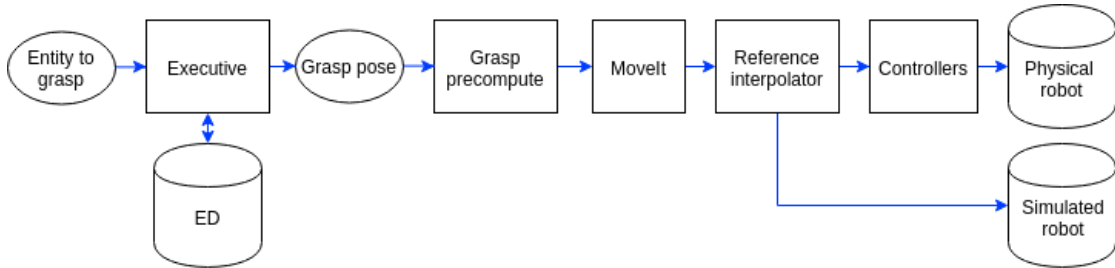 Entity to
grasp
Executive
Grasp pose
Grasp
precompute
MoveIt
Reference
interpolator
Controllers
Physical
robot
ED
Simulated
robot